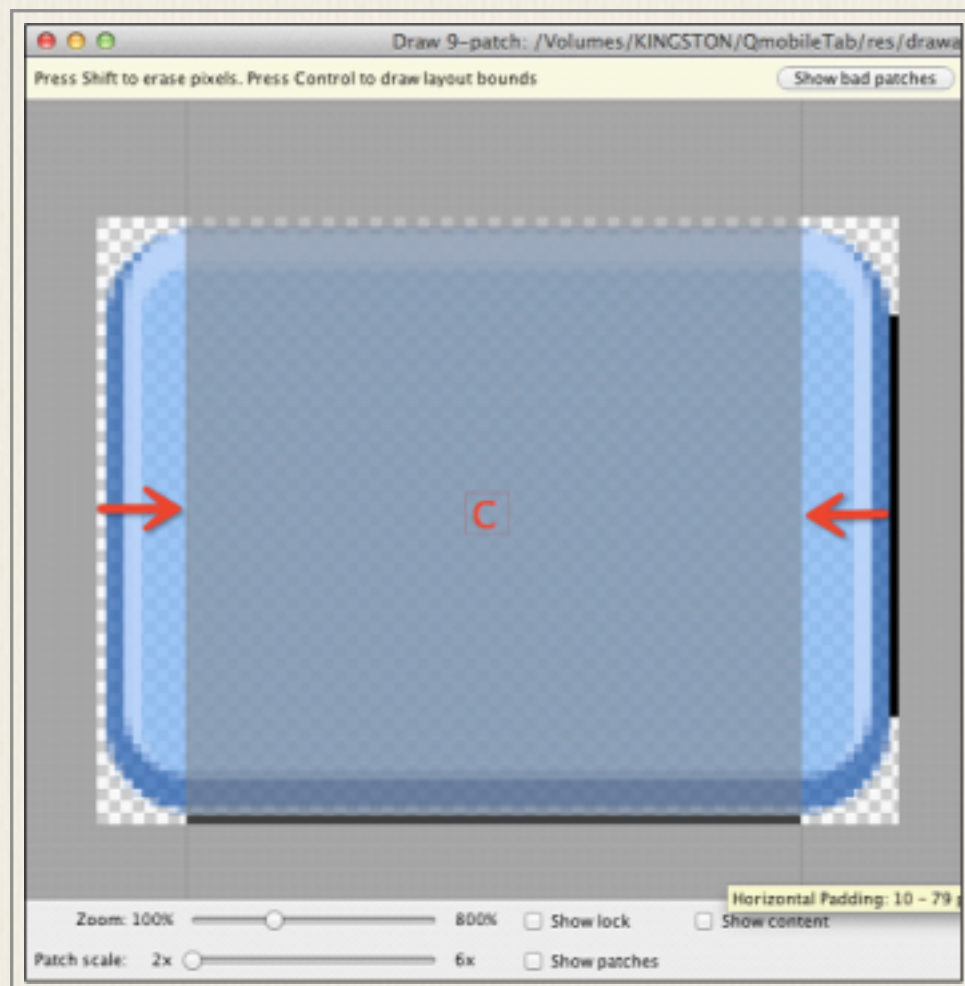 Draw 9-patch: /Volumes/KINGSTON/QmobileTab/res/drawa
Press Shift to erase pixels. Press Control to draw layout bounds
Show bad patches
C
Horizontal Padding: 10 - 79 p
Zoom: 100% 800% Show lock Show content
Patch scale: 2x 6x Show patches